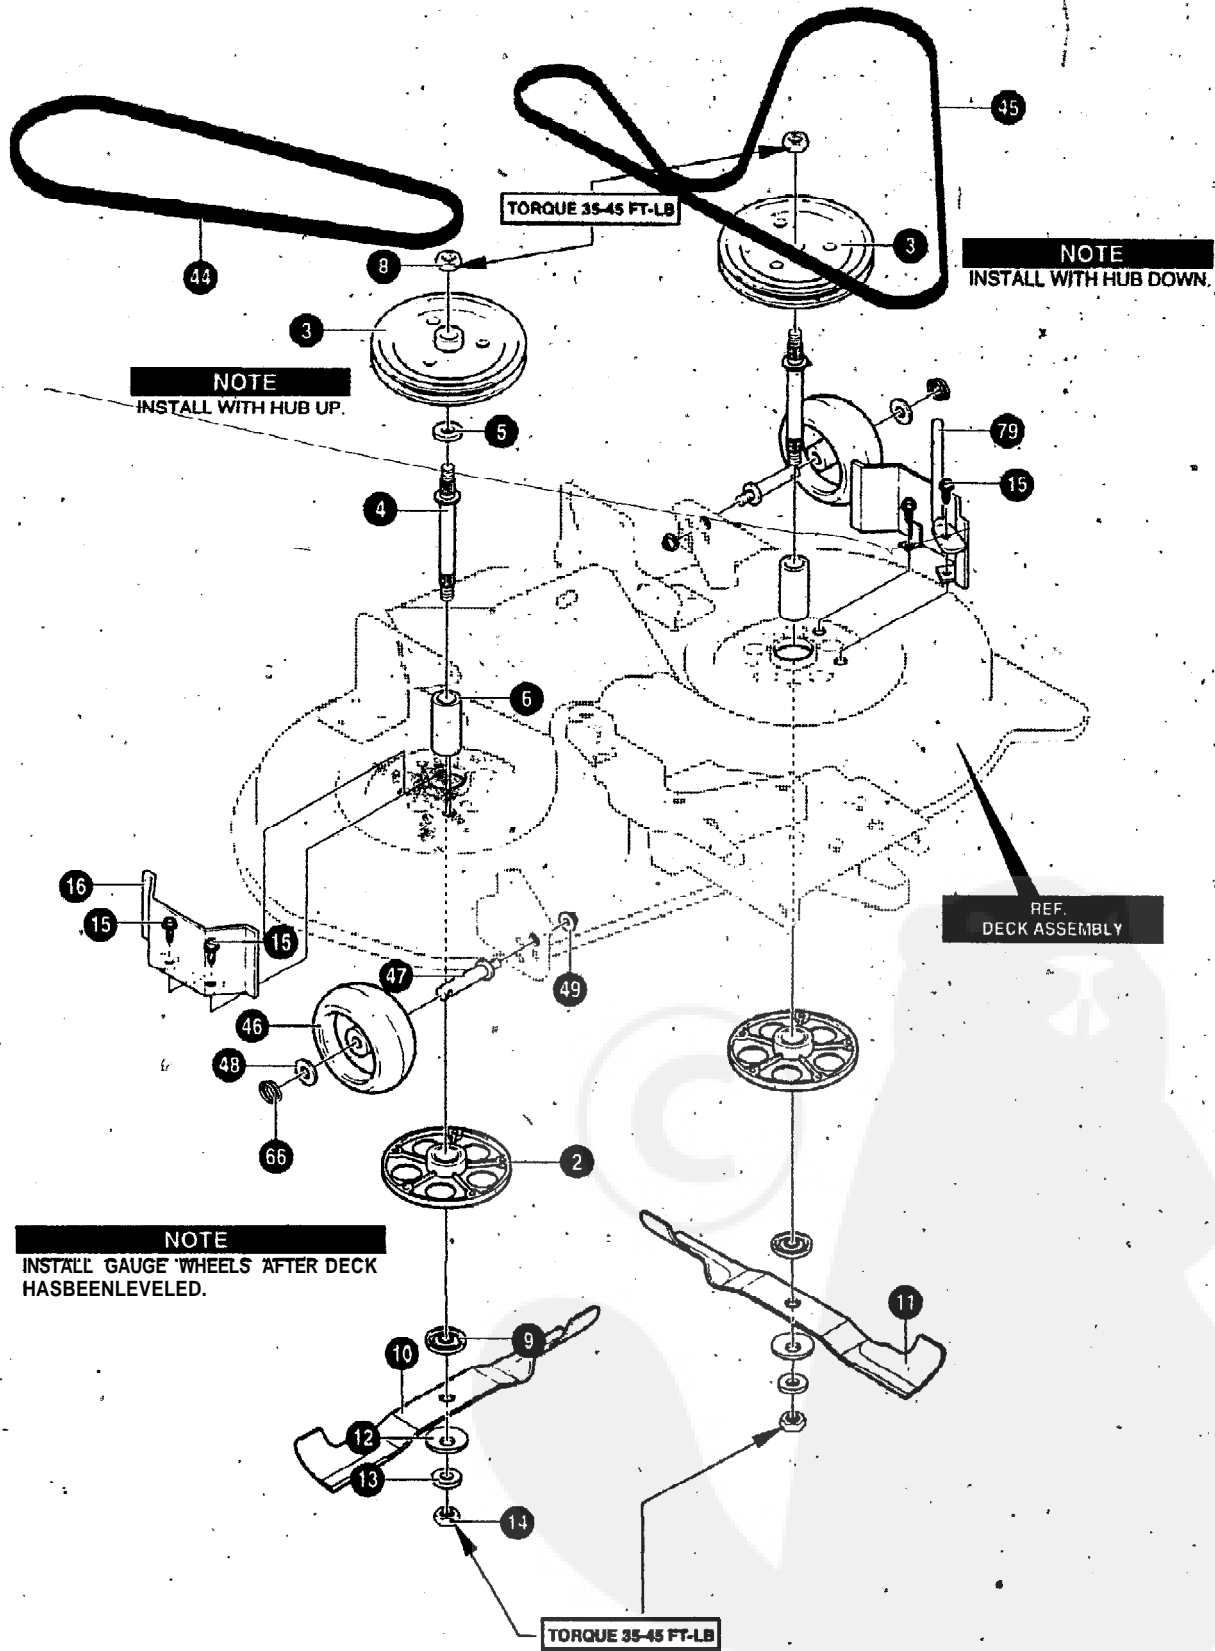 45
TORQUE 35-45 FT-LB
3
NOTE
INSTALL WITH HUB DOWN.
44
8
3
NOTE
INSTALL WITH HUB UP.
5
79
15
4
6
16
15
15
REF.
DECK ASSEMBLY
47
49
46
48
66
2
NOTE
INSTALL GAUGE WHEELS AFTER DECK
HASBEENLEVELED.
11
9
10
12
13
14
TORQUE 35-45 FT-LB
©